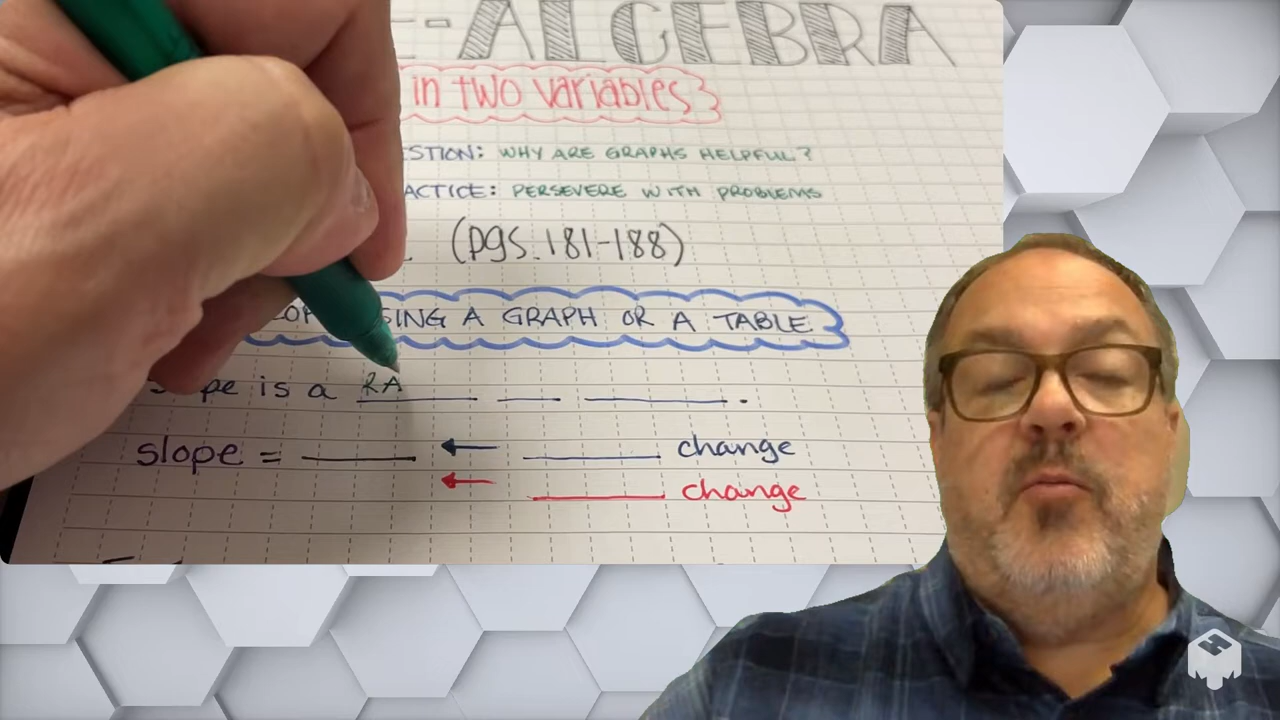 -ALGEBRA
in two variables
STION: WHY ARE GRAPHS HELPFUL?
ACTICE: PERSEVERE WITH PROBLEMS
(pgs. 181-188)
SING A GRAPH OR A TABLE
pe is a RA
slope = change
change